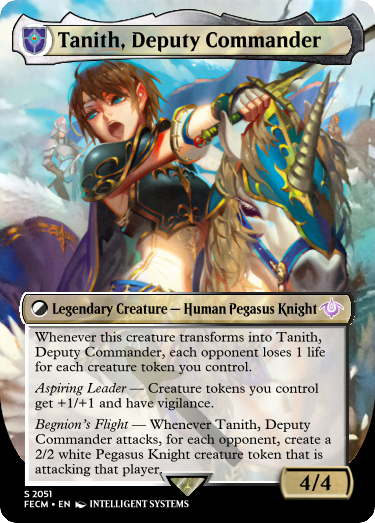 Tanith, Deputy Commander
Legendary Creature — Human Pegasus Knight
Whenever this creature transforms into Tanith,
Deputy Commander, each opponent loses 1 life
for each creature token you control.
Aspiring Leader — Creature tokens you control
get +1/+1 and have vigilance.
Begnion's Flight — Whenever Tanith, Deputy
Commander attacks, for each opponent, create a
2/2 white Pegasus Knight creature token that is
attacking that player.
4/4
S 2051
FECM • EN INTELLIGENT SYSTEMS